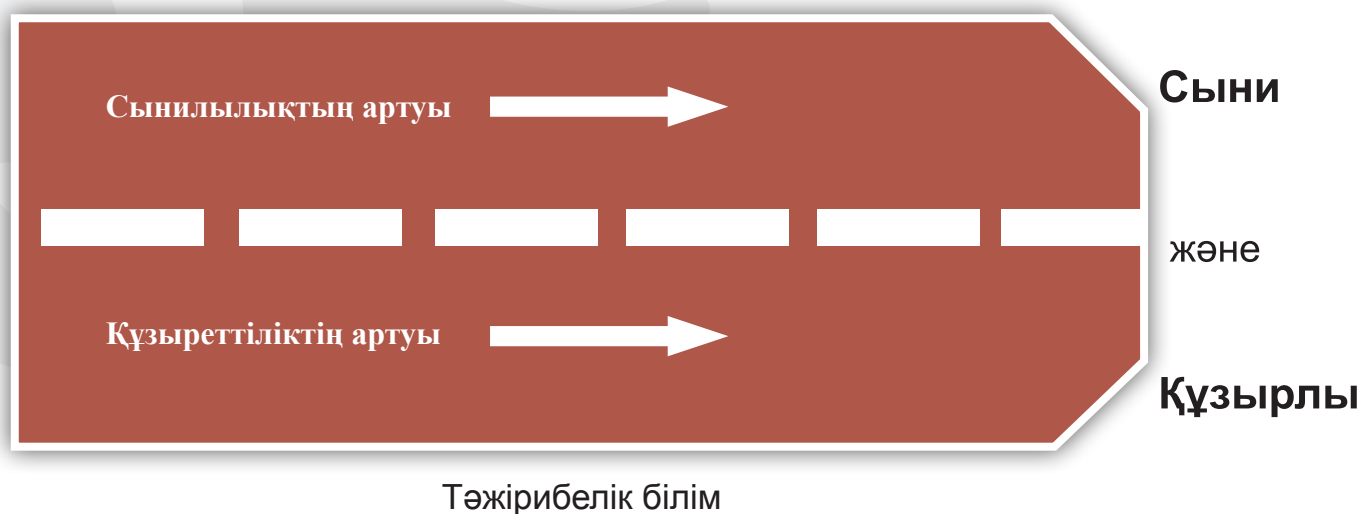 Сынилылықтың артуы
Сыни
және
Құзыреттіліктің артуы
Құзырлы
Тәжірибелік білім